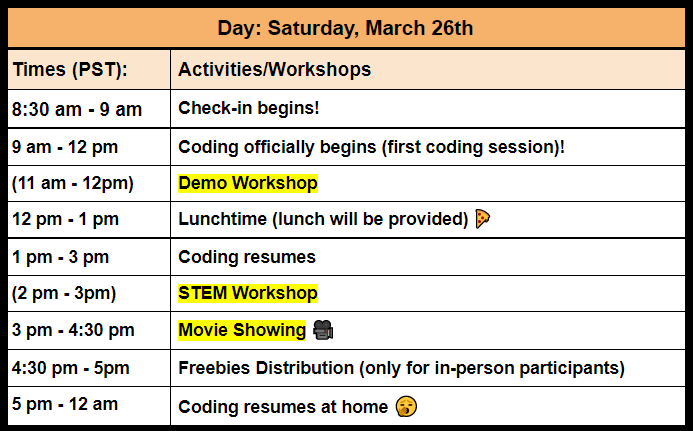 Day: Saturday, March 26th
Times (PST): Activities/Workshops
8:30 am - 9 am Check-in begins!
9 am - 12 pm Coding officially begins (first coding session)!
(11 am - 12pm) Demo Workshop
12 pm - 1 pm Lunchtime (lunch will be provided) 🍕
1 pm - 3 pm Coding resumes
(2 pm - 3pm) STEM Workshop
3 pm - 4:30 pm Movie Showing 🎥
4:30 pm - 5pm Freebies Distribution (only for in-person participants)
5 pm - 12 am Coding resumes at home 🥱